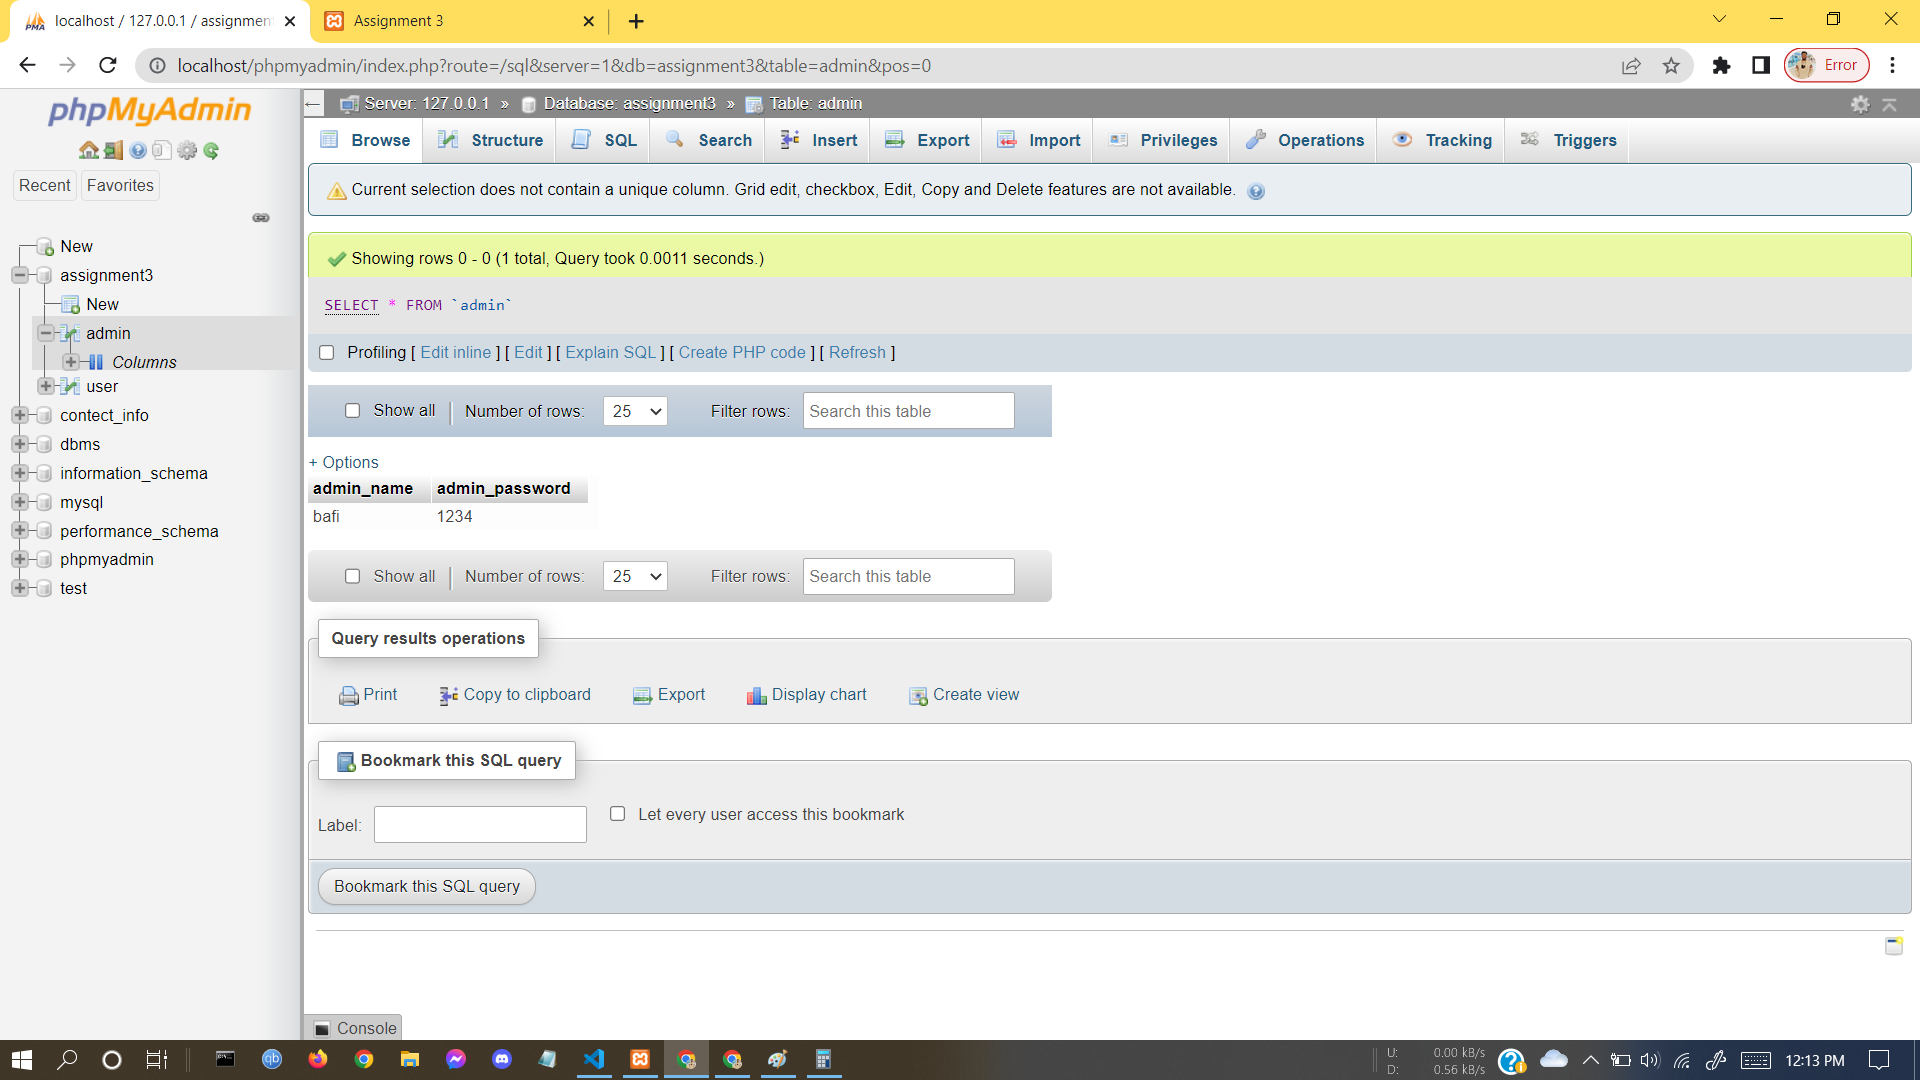 localhost / 127.0.0.1 / assignmen
Assignment 3
localhost/phpmyadmin/index.php?route=/sql&server=1&db=assignment3&table=admin&pos=0
Error
phpMyAdmin
Recent Favorites
New
assignment3
New
admin
Columns
user
contect_info
dbms
information_schema
mysql
performance_schema
phpmyadmin
test
Server: 127.0.0.1 » Database: assignment3 » Table: admin
Browse Structure SQL Search Insert Export Import Privileges Operations Tracking Triggers
Current selection does not contain a unique column. Grid edit, checkbox, Edit, Copy and Delete features are not available.
Showing rows 0 - 0 (1 total, Query took 0.0011 seconds.)
SELECT * FROM `admin`
Profiling [ Edit inline ] [ Edit ] [ Explain SQL ] [ Create PHP code ] [ Refresh ]
Show all Number of rows: 25 Filter rows: Search this table
+ Options
admin_name admin_password
bafi 1234
Show all Number of rows: 25 Filter rows: Search this table
Query results operations
Print Copy to clipboard Export Display chart Create view
Bookmark this SQL query
Label: Let every user access this bookmark
Bookmark this SQL query
Console
U: 0.00 kB/s
D: 0.56 kB/s
12:13 PM